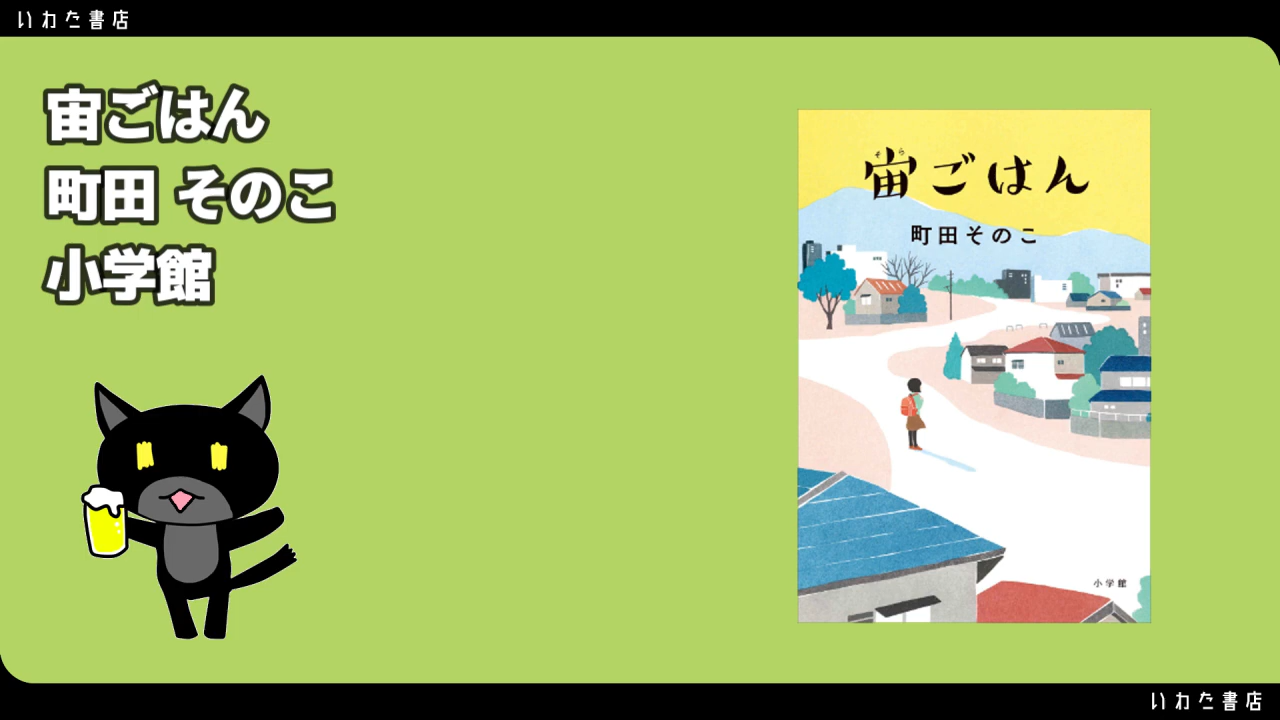 いわた書店
宙ごはん
町田 そのこ
小学館
そら
宙ごはん
町田そのこ
小学館
いわた書店